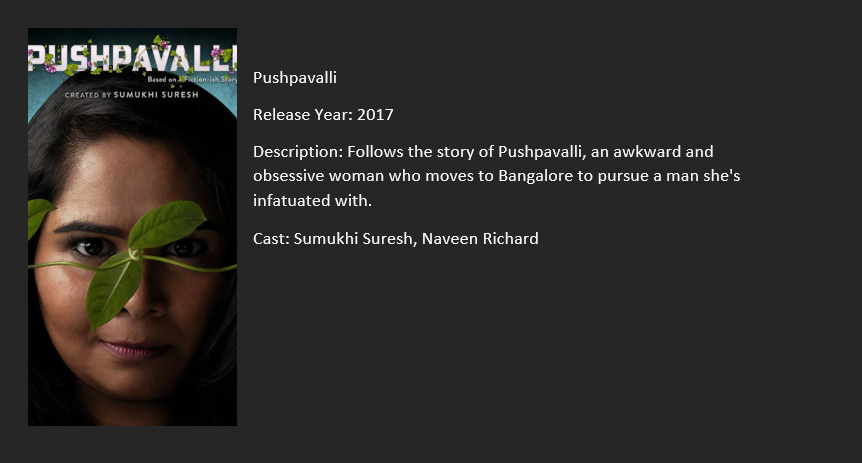 PUSHPAVALLI
Based on a Fiction-ish Story
CREATED BY SUMUKHI SURESH
Pushpavalli
Release Year: 2017
Description: Follows the story of Pushpavalli, an awkward and
obsessive woman who moves to Bangalore to pursue a man she's
infatuated with.
Cast: Sumukhi Suresh, Naveen Richard